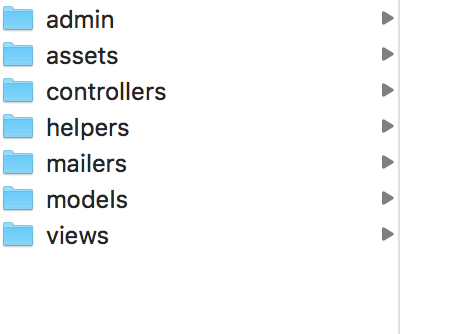 admin
assets
controllers
helpers
mailers
models
views